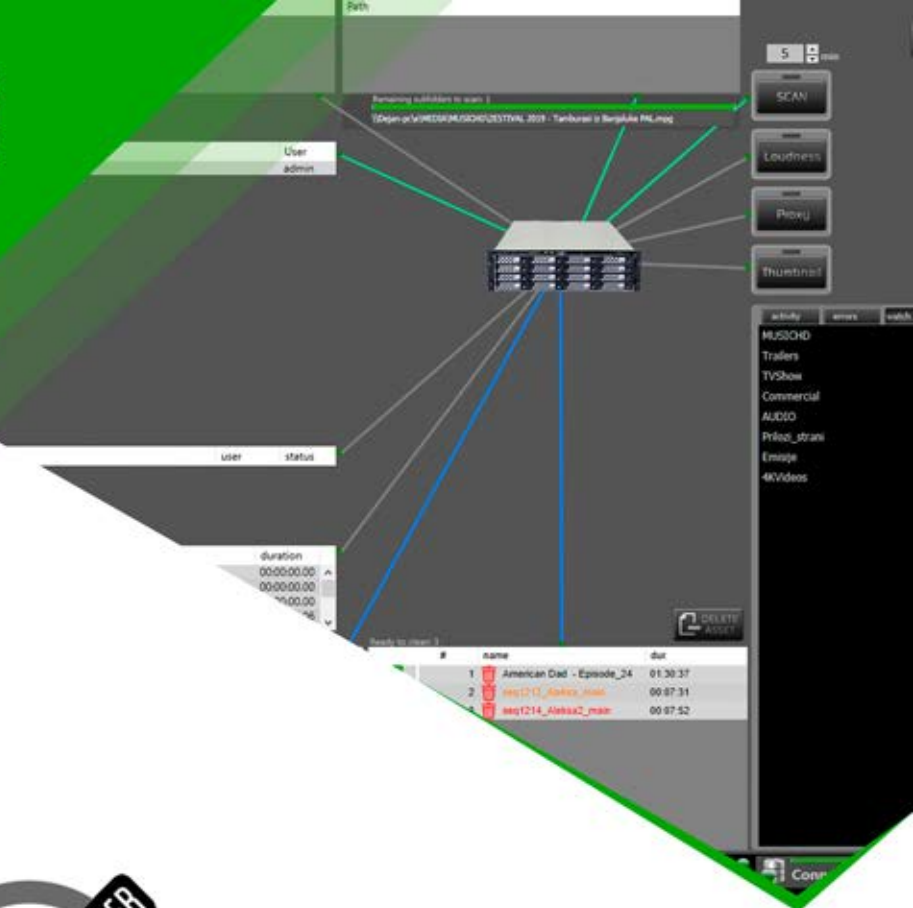 Path
5 min
Remaining subfolders to scan: 1
SCAN
User
admin
Loudness
Proxy
Thumbnail
activity errors watch
MUSICHD
Trailers
TVShow
Commercial
AUDIO
Prilozi_strani
Emisije
4KVideos
user status
duration
00:00:00.00
00:00:00.00
DELETE
ASSET
Ready to clean: 3
# name dur.
1 American Dad - Episode_24 01:30:37
2 seq1213_Aleksa_main 00:07:31
seq1214_Aleksa2_main 00:07:52